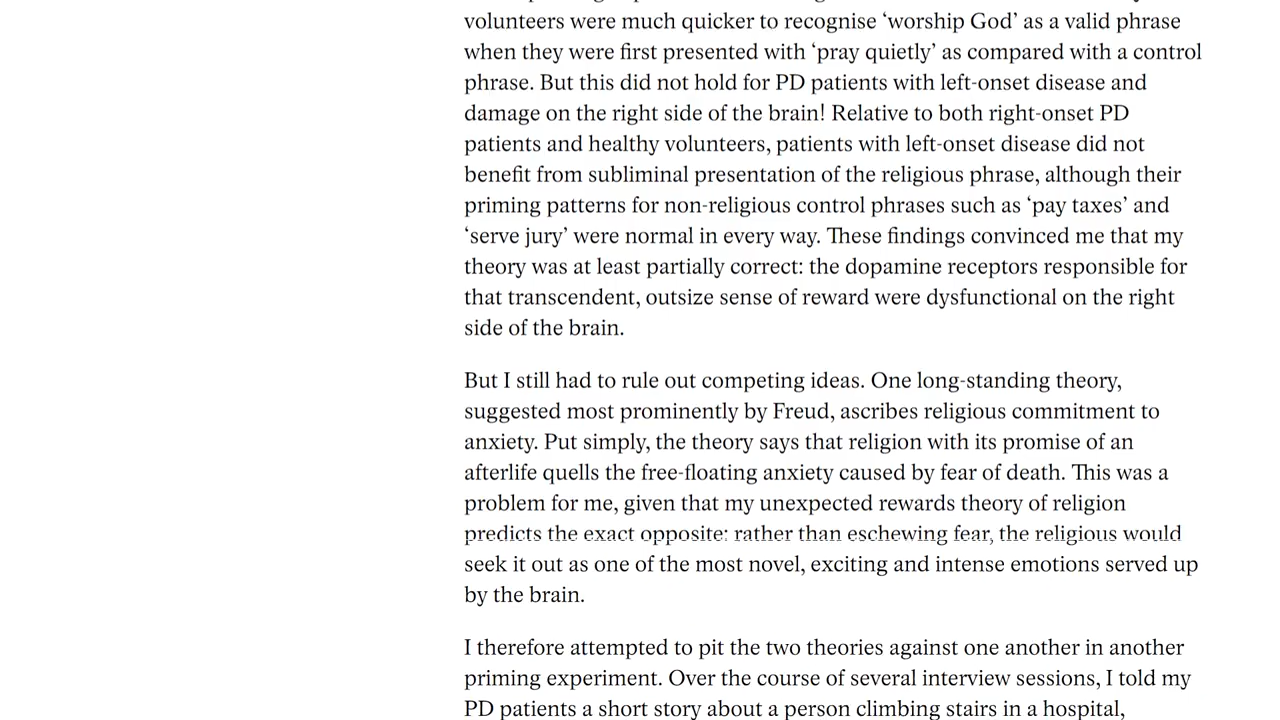 volunteers were much quicker to recognise ‘worship God’ as a valid phrase
when they were first presented with ‘pray quietly’ as compared with a control
phrase. But this did not hold for PD patients with left-onset disease and
damage on the right side of the brain! Relative to both right-onset PD
patients and healthy volunteers, patients with left-onset disease did not
benefit from subliminal presentation of the religious phrase, although their
priming patterns for non-religious control phrases such as ‘pay taxes’ and
‘serve jury’ were normal in every way. These findings convinced me that my
theory was at least partially correct: the dopamine receptors responsible for
that transcendent, outsize sense of reward were dysfunctional on the right
side of the brain.
But I still had to rule out competing ideas. One long-standing theory,
suggested most prominently by Freud, ascribes religious commitment to
anxiety. Put simply, the theory says that religion with its promise of an
afterlife quells the free-floating anxiety caused by fear of death. This was a
problem for me, given that my unexpected rewards theory of religion
predicts the exact opposite: rather than eschewing fear, the religious would
seek it out as one of the most novel, exciting and intense emotions served up
by the brain.
I therefore attempted to pit the two theories against one another in another
priming experiment. Over the course of several interview sessions, I told my
PD patients a short story about a person climbing stairs in a hospital,